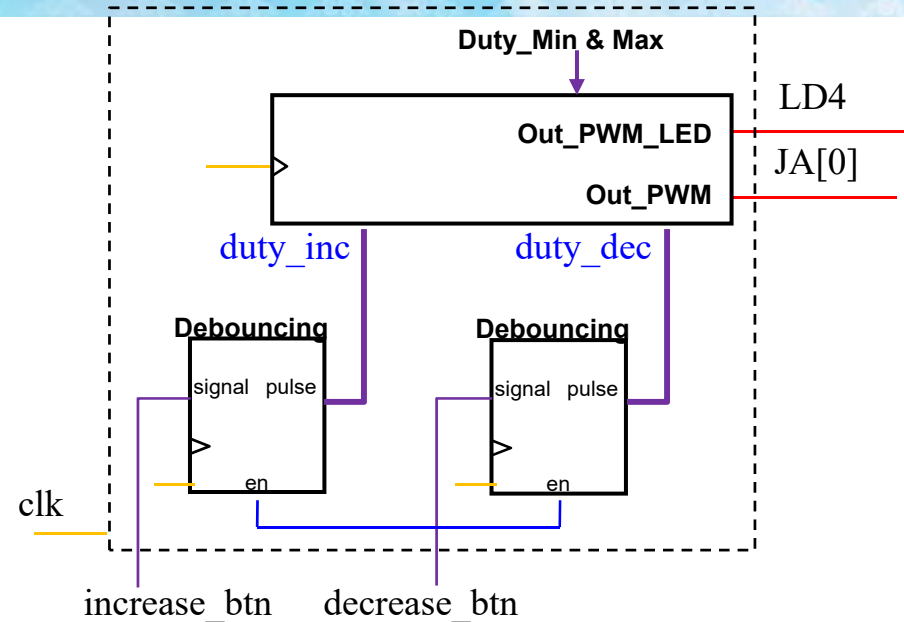 Duty_Min & Max
LD4
Out_PWM_LED
JA[0]
Out_PWM
duty_inc
duty_dec
Debouncing
Debouncing
signal pulse
signal pulse
en
en
clk
increase_btn
decrease_btn